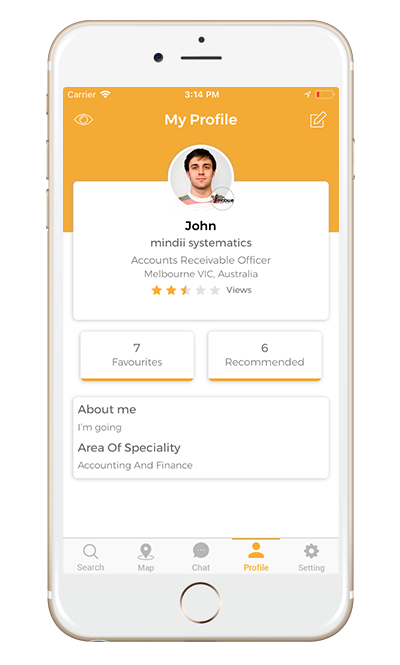 Carrier 3:14 PM
My Profile
John
mindii systematics
Accounts Receivable Officer
Melbourne VIC, Australia
Views
7
Favourites
6
Recommended
About me
I'm going
Area Of Speciality
Accounting And Finance
Search Map Chat Profile Setting